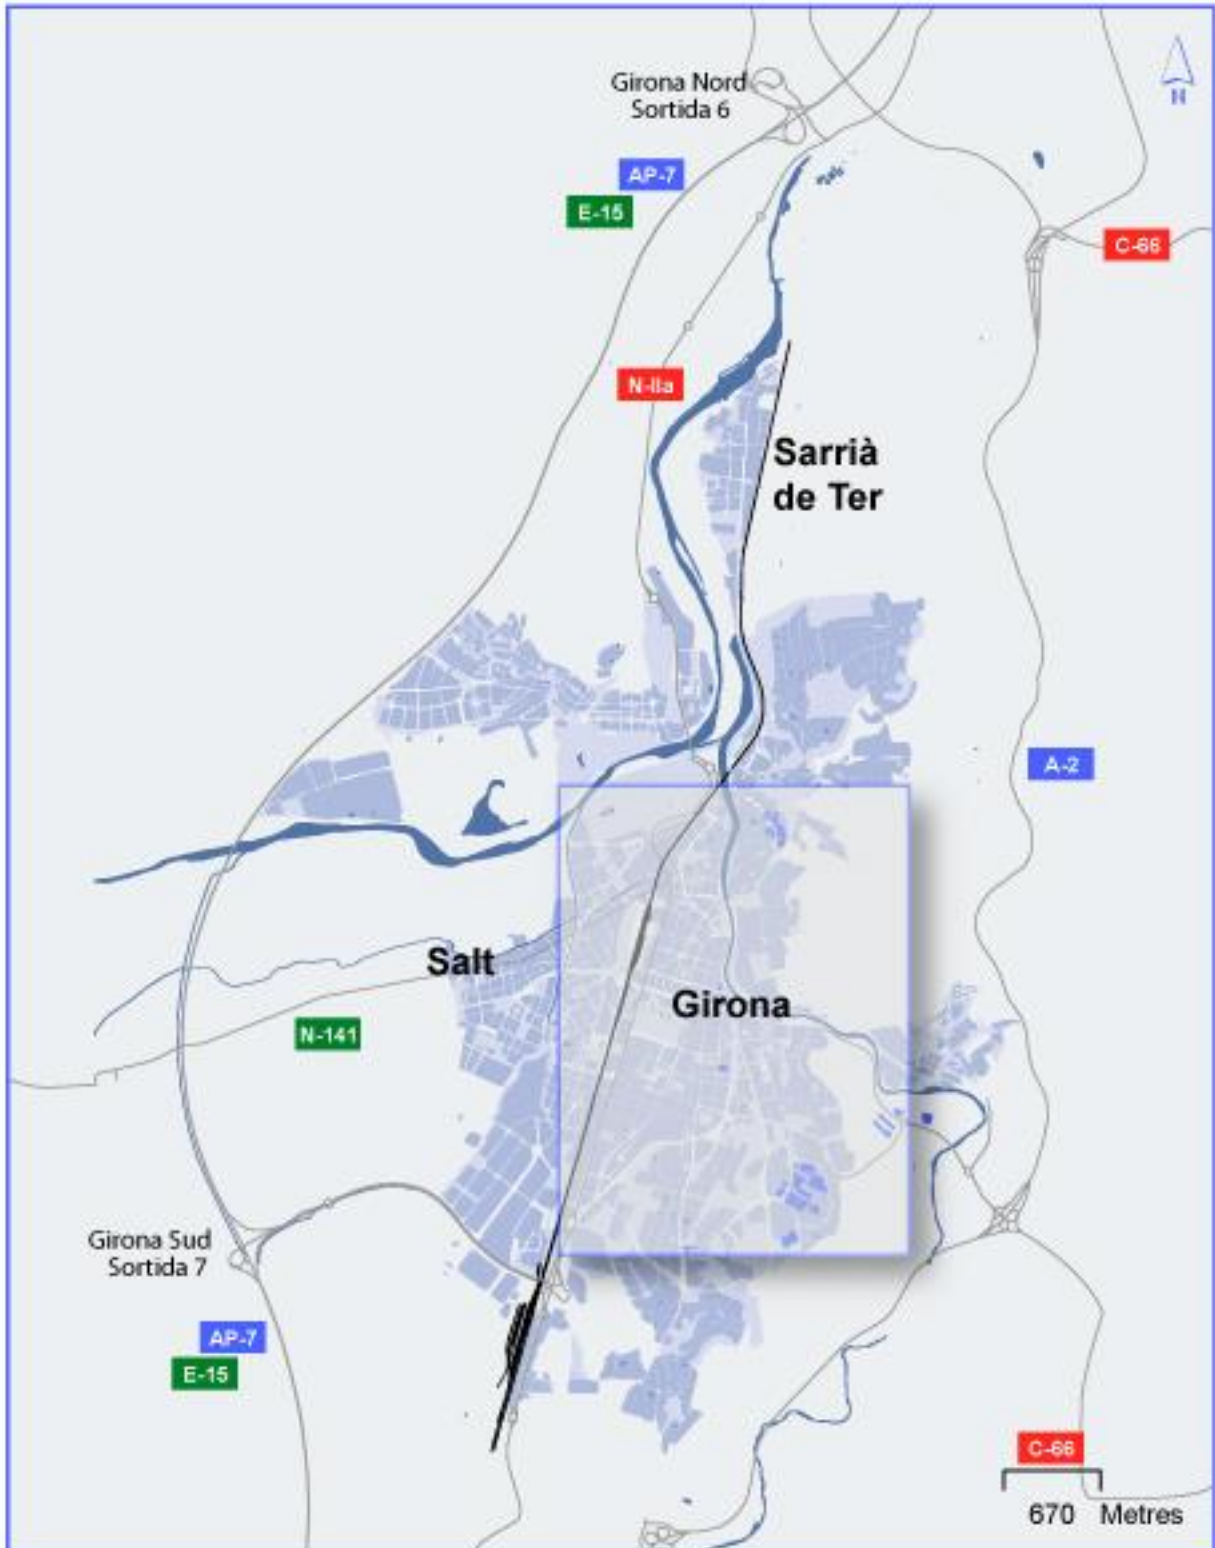 Girona Nord
Sortida 6
AP-7
E-15
N
C-66
N-IIa
Sarrià
de Ter
A-2
Salt
Girona
N-141
Girona Sud
Sortida 7
AP-7
E-15
C-66
670 Metres